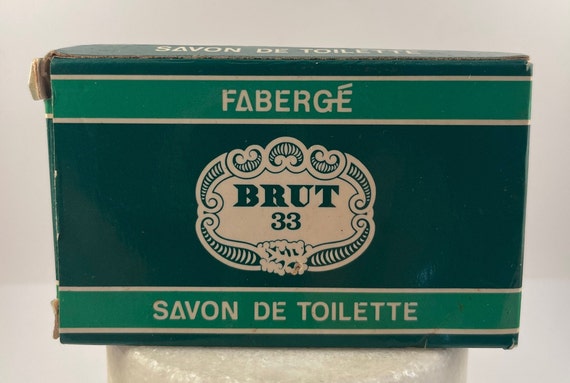 SAVON DE TOILETTE
FABERGÉ
BRUT
33
SAVON DE TOILETTE